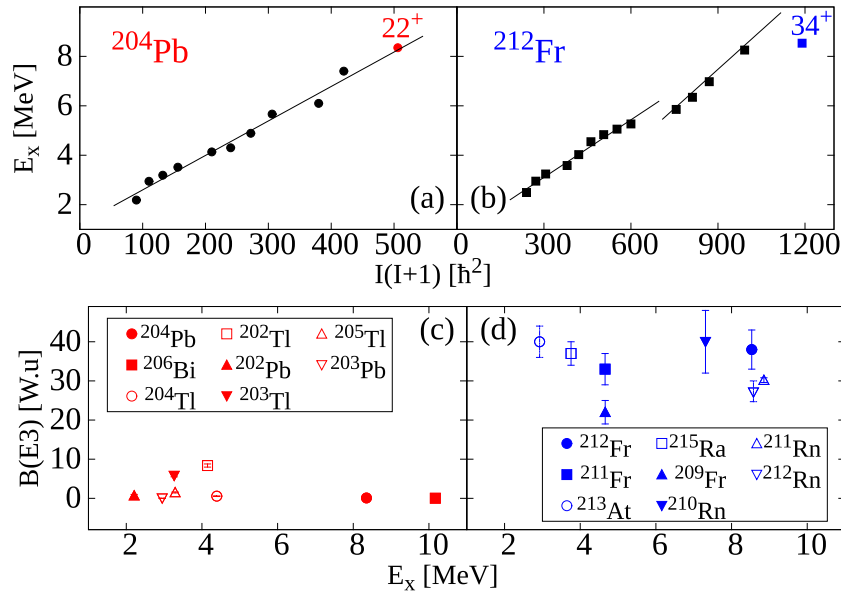 E_x [MeV]
8
6
4
2
²⁰⁴Pb
22⁺
(a)
²¹²Fr
34⁺
(b)
0 100 200 300 400 500
300 600 900 1200
I(I+1) [ħ²]
B(E3) [W.u]
40
30
20
10
0
(c)
²⁰⁴Pb ²⁰²Tl ²⁰⁵Tl
²⁰⁶Bi ²⁰²Pb ²⁰³Pb
²⁰⁴Tl ²⁰³Tl
(d)
²¹²Fr ²¹⁵Ra ²¹¹Rn
²¹¹Fr ²⁰⁹Fr ²¹²Rn
²¹³At ²¹⁰Rn
2 4 6 8 10
2 4 6 8 10
E_x [MeV]